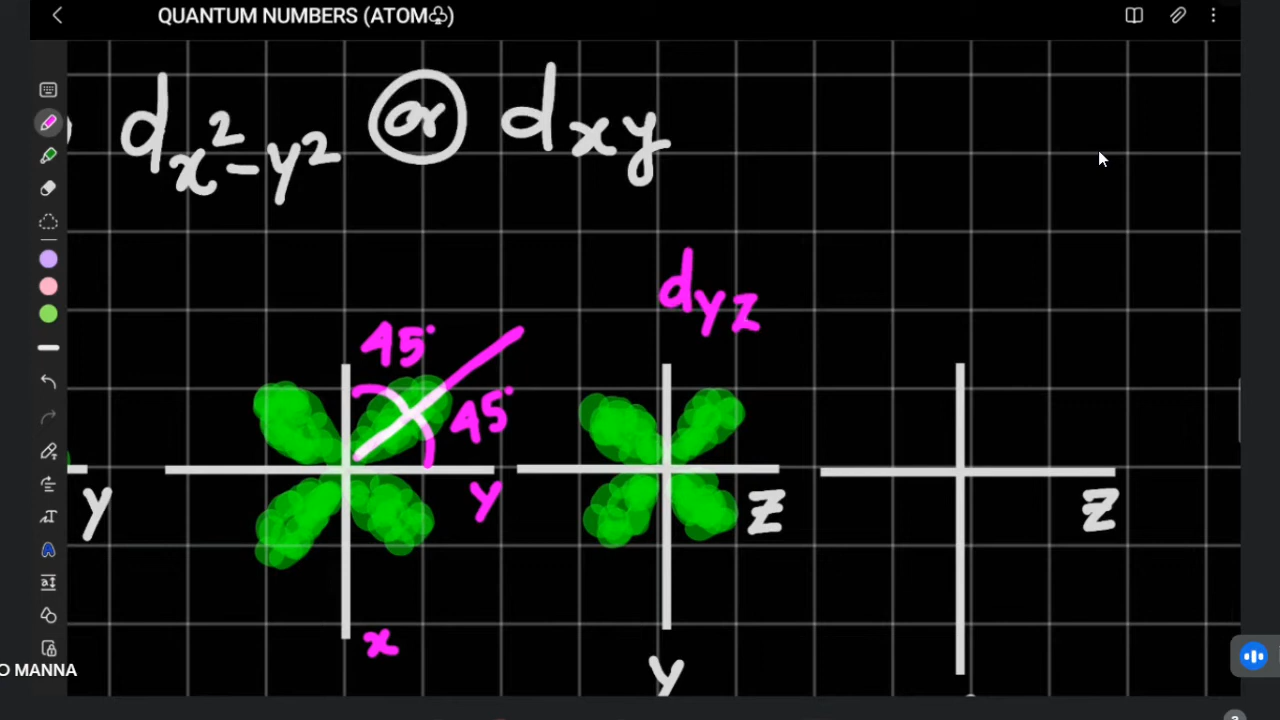 QUANTUM NUMBERS (ATOM♧)
dx²-y² or dxy
dyz
45°
45°
y
y
z
z
x
O MANNA
y